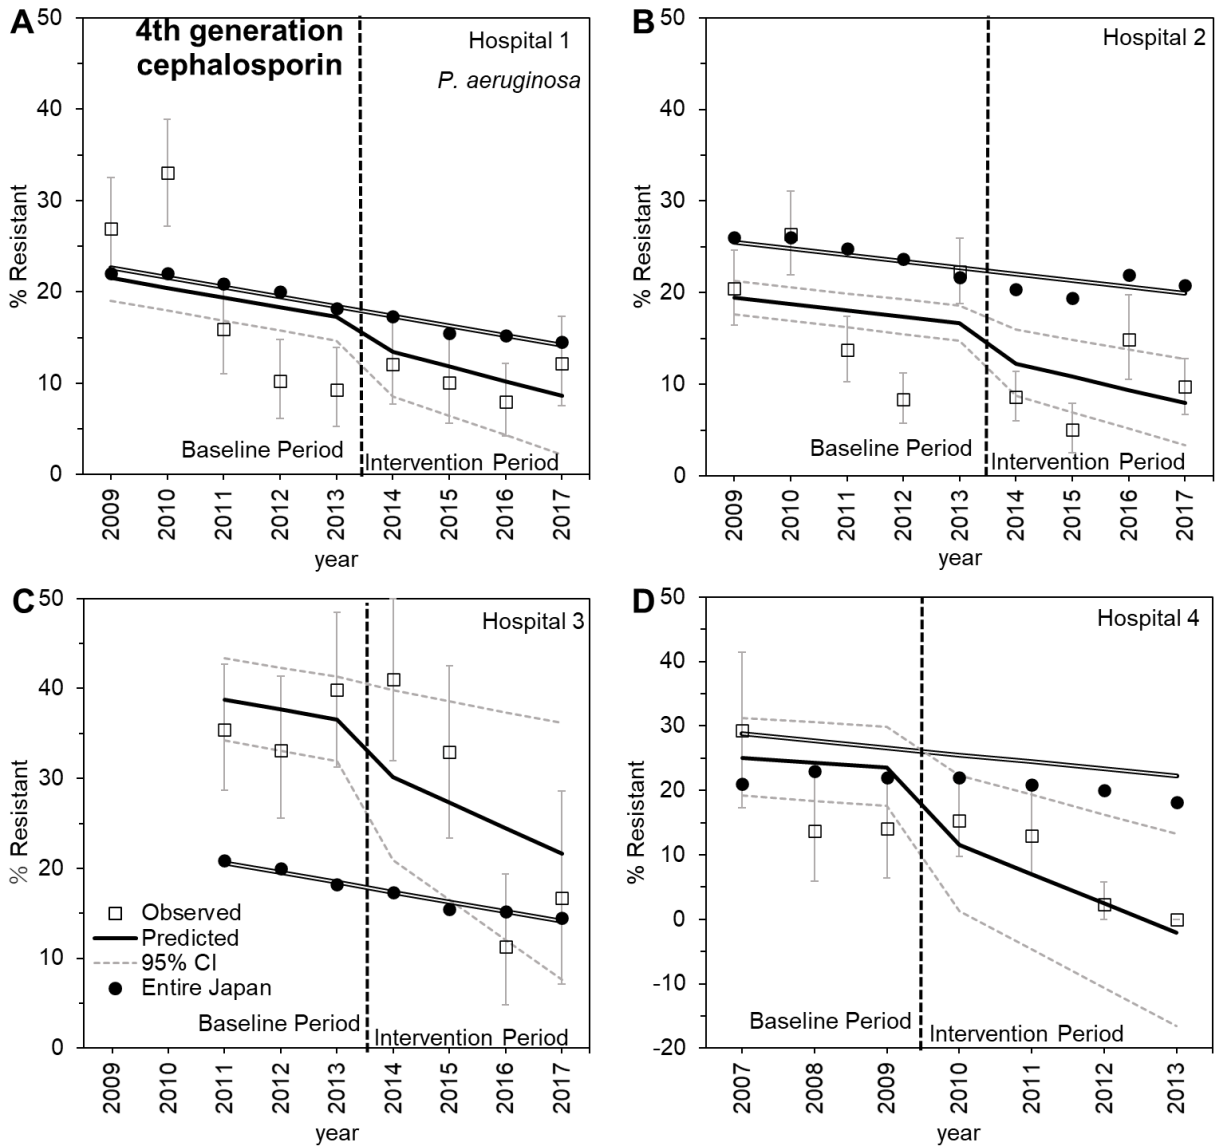 A
50
40
30
20
10
0
% Resistant
4th generation
cephalosporin
Hospital 1
P. aeruginosa
Baseline Period
Intervention Period
2009
2010
2011
2012
2013
2014
2015
2016
2017
year
B
50
40
30
20
10
0
% Resistant
Hospital 2
Baseline Period
Intervention Period
2009
2010
2011
2012
2013
2014
2015
2016
2017
year
C
50
40
30
20
10
0
% Resistant
Hospital 3
Observed
Predicted
95% CI
Entire Japan
Baseline Period
Intervention Period
2009
2010
2011
2012
2013
2014
2015
2016
2017
year
D
50
40
30
20
10
0
-10
-20
% Resistant
Hospital 4
Baseline Period
Intervention Period
2007
2008
2009
2010
2011
2012
2013
year